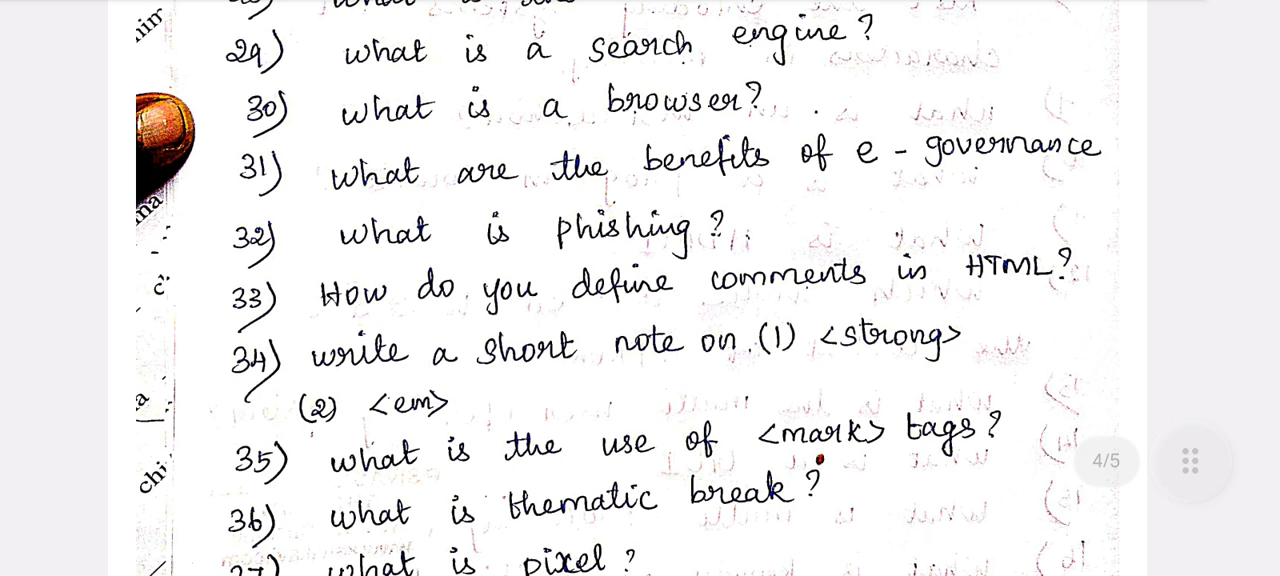 29) what is a search engine?
30) what is a browser?
31) what are the benefits of e - governance
32) what is phishing?
33) How do you define comments in HTML?
34) write a short note on (1) <strong>
(2) <em>
35) what is the use of <mark> tags?
36) what is thematic break?
37) what is pixel?
4/5
chi